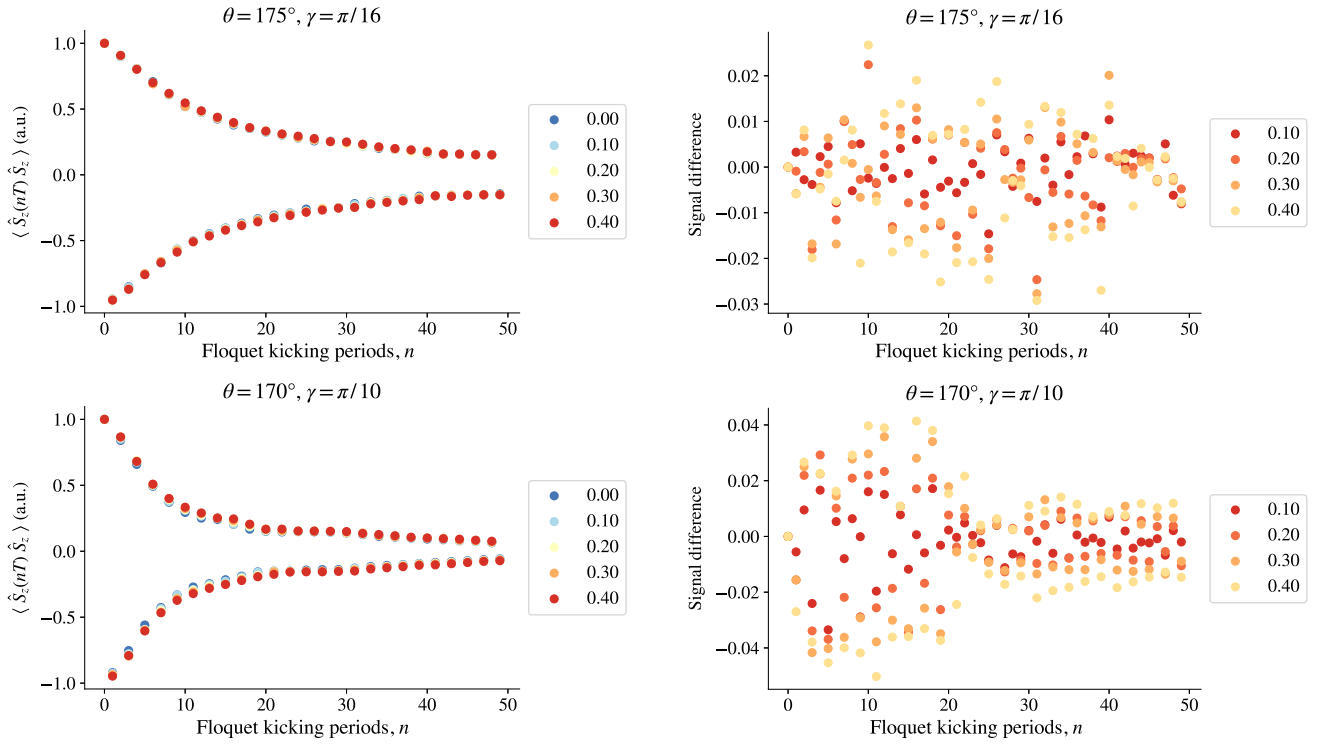 θ = 175°, γ = π/16
1.0
0.5
0.0
−0.5
−1.0
⟨ Ŝz(nT) Ŝz ⟩ (a.u.)
0 10 20 30 40 50
Floquet kicking periods, n
0.00
0.10
0.20
0.30
0.40
θ = 175°, γ = π/16
0.02
0.01
0.00
−0.01
−0.02
−0.03
Signal difference
0 10 20 30 40 50
Floquet kicking periods, n
0.10
0.20
0.30
0.40
θ = 170°, γ = π/10
1.0
0.5
0.0
−0.5
−1.0
⟨ Ŝz(nT) Ŝz ⟩ (a.u.)
0 10 20 30 40 50
Floquet kicking periods, n
0.00
0.10
0.20
0.30
0.40
θ = 170°, γ = π/10
0.04
0.02
0.00
−0.02
−0.04
Signal difference
0 10 20 30 40 50
Floquet kicking periods, n
0.10
0.20
0.30
0.40